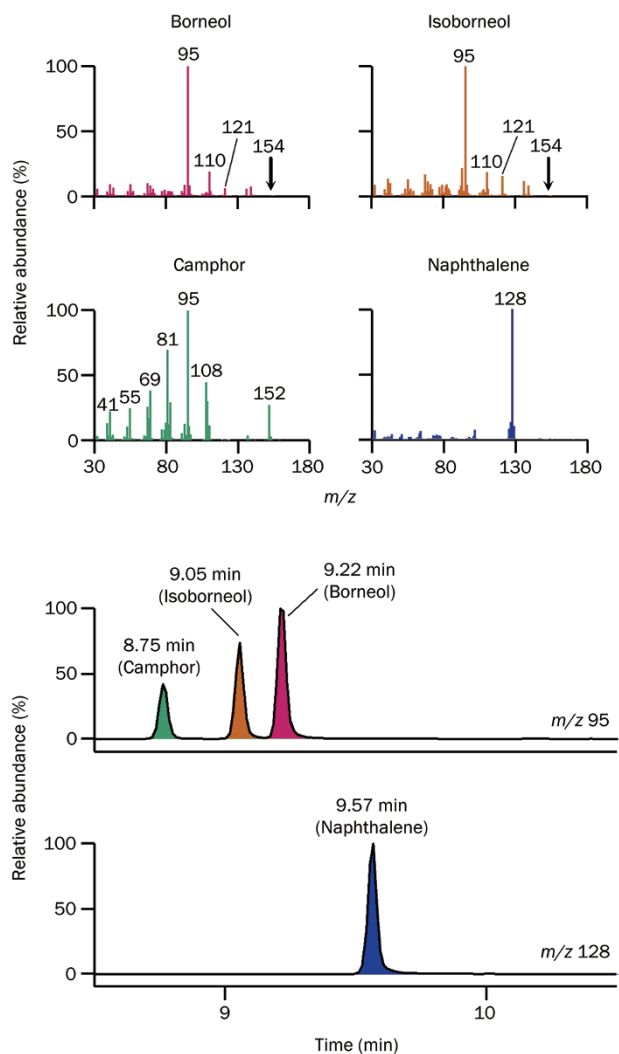 Borneol
Isoborneol
Relative abundance (%)
100
50
0
95
110
121
154
95
110
121
154
Camphor
Naphthalene
100
50
0
41
55
69
81
95
108
152
128
30
80
130
180
30
80
130
180
m/z
Relative abundance (%)
100
50
0
8.75 min
(Camphor)
9.05 min
(Isoborneol)
9.22 min
(Borneol)
m/z 95
9.57 min
(Naphthalene)
100
50
0
m/z 128
9
10
Time (min)